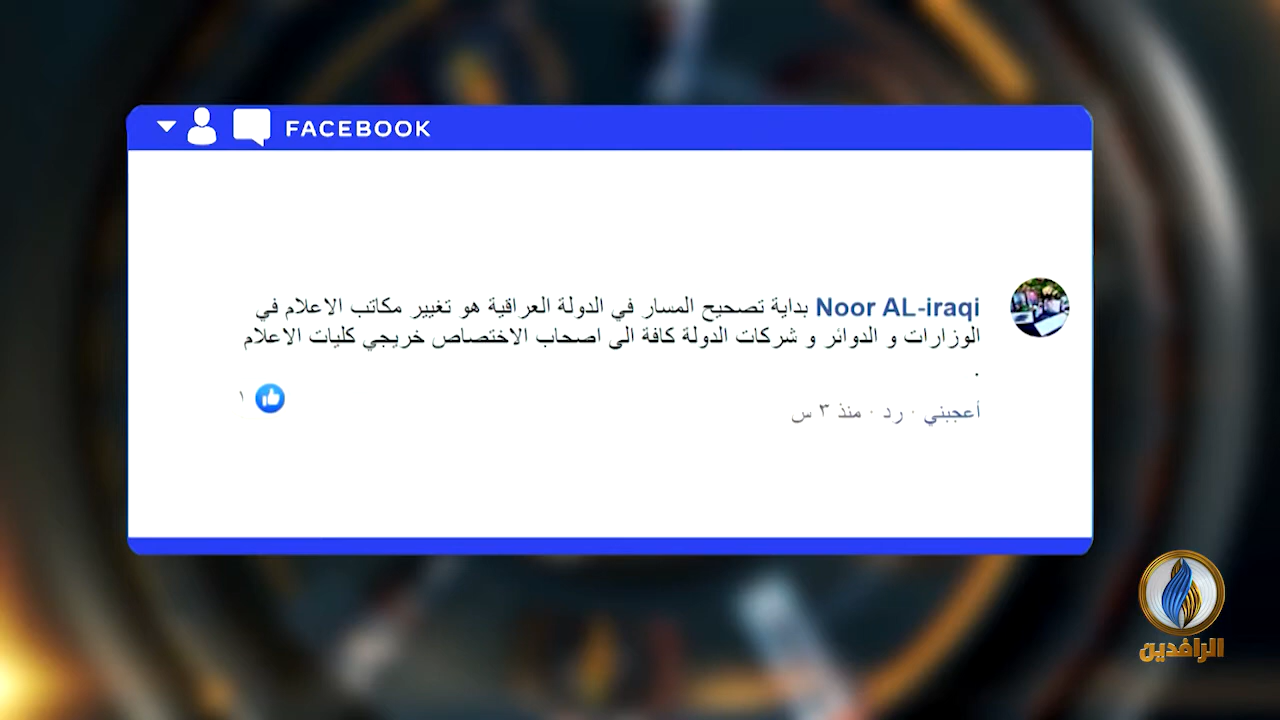 FACEBOOK
Noor AL-iraqi بداية تصحيح المسار في الدولة العراقية هو تغيير مكاتب الاعلام في
الوزارات و الدوائر و شركات الدولة كافة الى اصحاب الاختصاص خريجي كليات الاعلام
.
أعجبني · رد · منذ ٣ س
١
الرافدين